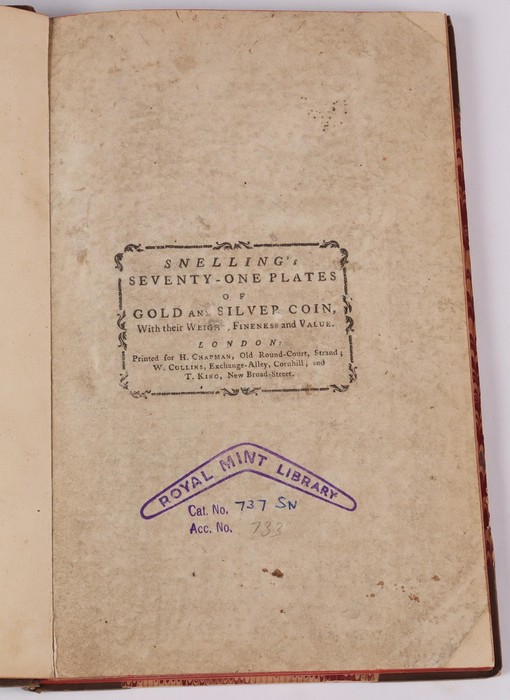 SNELLING's
SEVENTY-ONE PLATES
OF
GOLD AND SILVER COIN,
With their WEIGHT, FINENESS and VALUE.
LONDON:
Printed for H. CHAPMAN, Old Round-Court, Strand;
W. COLLINS, Exchange-Alley, Cornhill; and
T. KING, New Broad-Street.
ROYAL MINT LIBRARY
Cat. No. 737 SN
Acc. No. 733